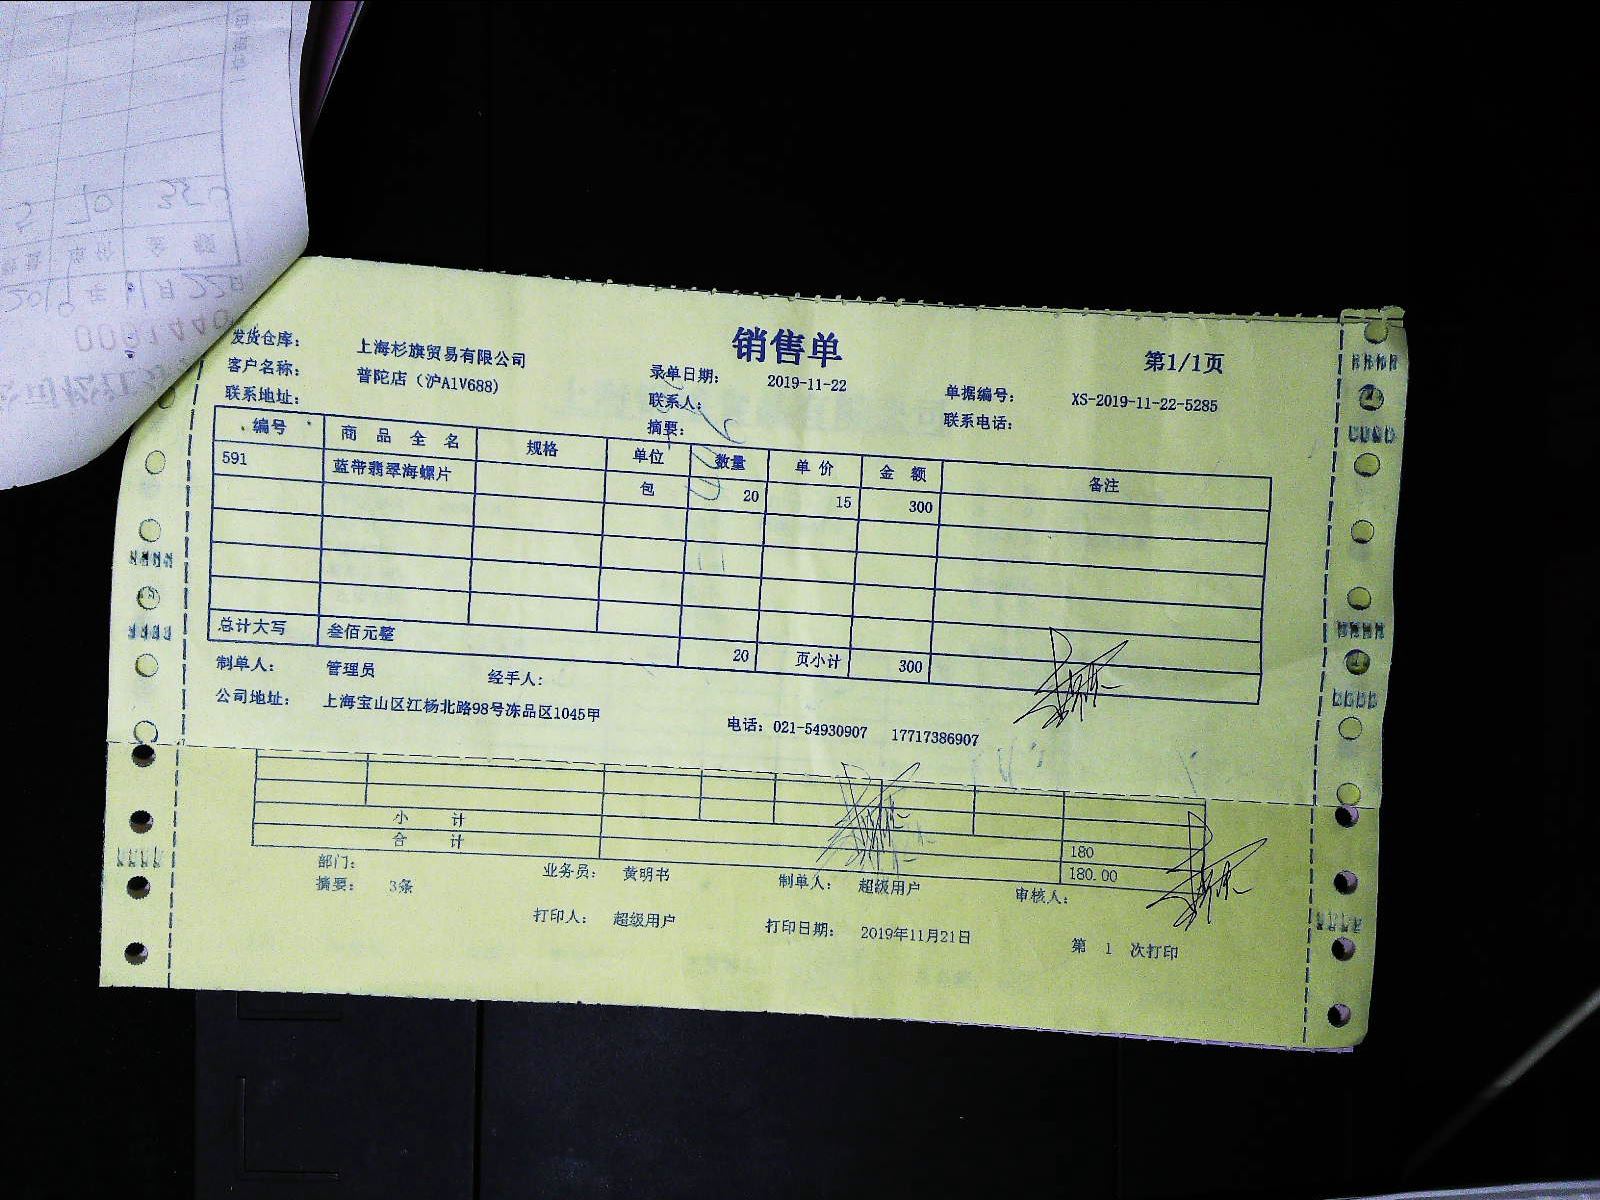 销售单
第1/1页
发货仓库： 上海杉旗贸易有限公司 录单日期： 2019-11-22 单据编号： XS-2019-11-22-5285
客户名称： 普陀店（沪A1V688） 联系人： 联系电话：
联系地址： 摘要：
编号 商品全名 规格 单位 数量 单价 金额 备注
591 蓝带翡翠海螺片 包 20 15 300
总计大写 叁佰元整 20 页小计 300
制单人： 管理员 经手人：
公司地址： 上海宝山区江杨北路98号冻品区1045甲 电话：021-54930907 17717386907
小计 180
合计 180.00
部门： 业务员： 黄明书 制单人： 超级用户 审核人：
摘要： 3条
打印人： 超级用户 打印日期： 2019年11月21日 第 1 次打印